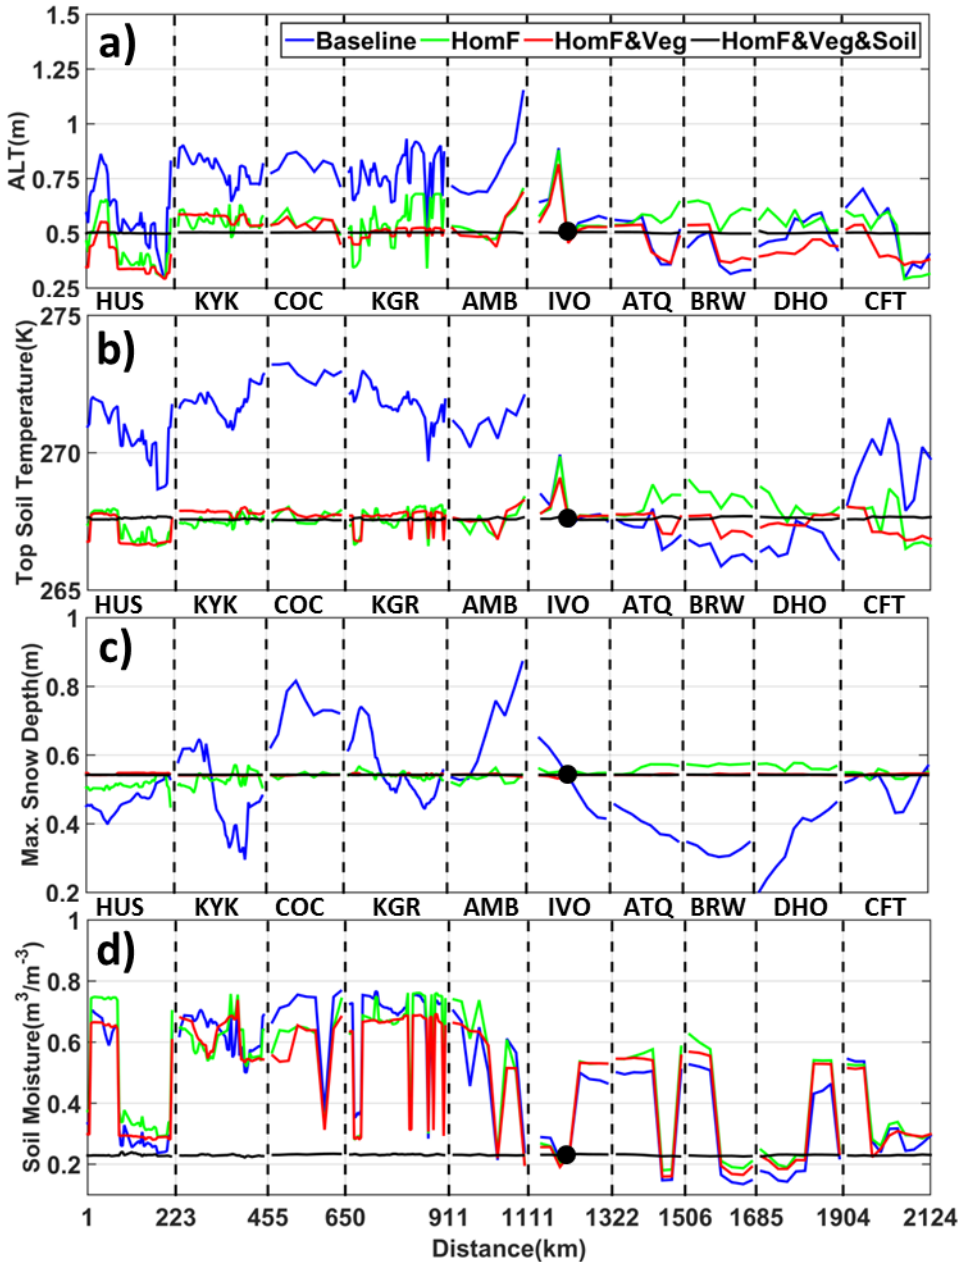 a)
Baseline HomF HomF&Veg HomF&Veg&Soil
ALT(m)
1.5
1.25
1
0.75
0.5
0.25
HUS KYK COC KGR AMB IVO ATQ BRW DHO CFT
b)
Top Soil Temperature(K)
275
270
265
HUS KYK COC KGR AMB IVO ATQ BRW DHO CFT
c)
Max. Snow Depth(m)
1
0.8
0.6
0.4
0.2
HUS KYK COC KGR AMB IVO ATQ BRW DHO CFT
d)
Soil Moisture(m³/m⁻³)
1
0.8
0.6
0.4
0.2
1 223 455 650 911 1111 1322 1506 1685 1904 2124
Distance(km)